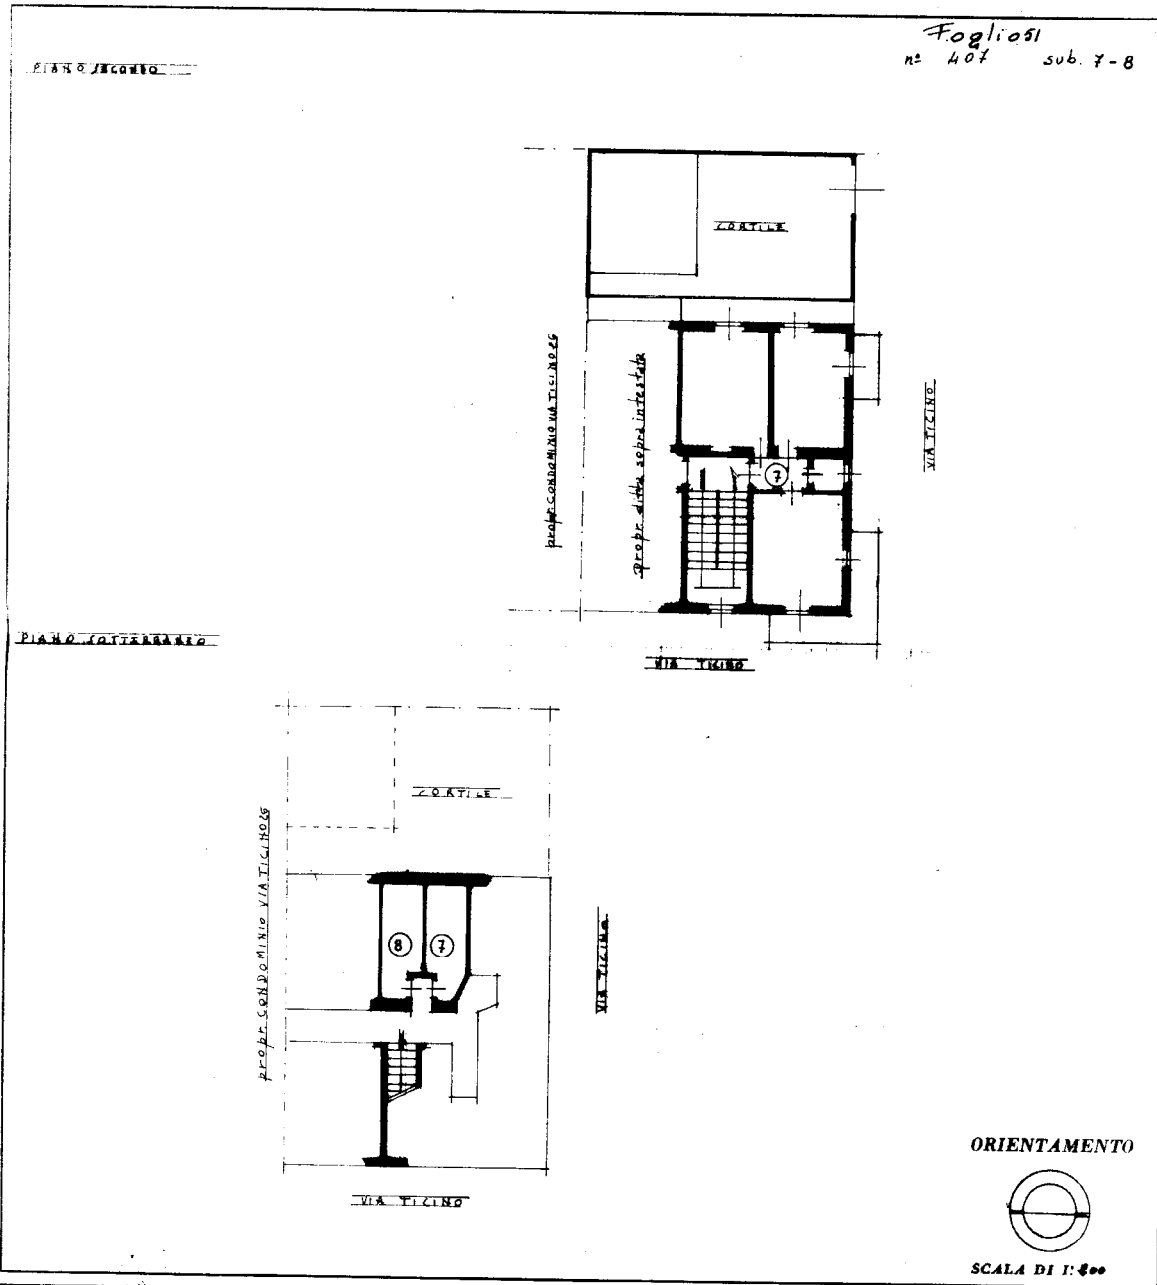 Foglio 51
nº 407 sub. 7-8
PIANO SECONDO
CORTILE
propr. CONDOMINIO VIA TICINO 26
propr. ditta sopra intestata
VIA TICINO
7
VIA TICINO
PIANO SOTTERRANEO
CORTILE
propr. CONDOMINIO VIA TICINO 26
8
7
VIA TICINO
VIA TICINO
ORIENTAMENTO
SCALA DI 1: